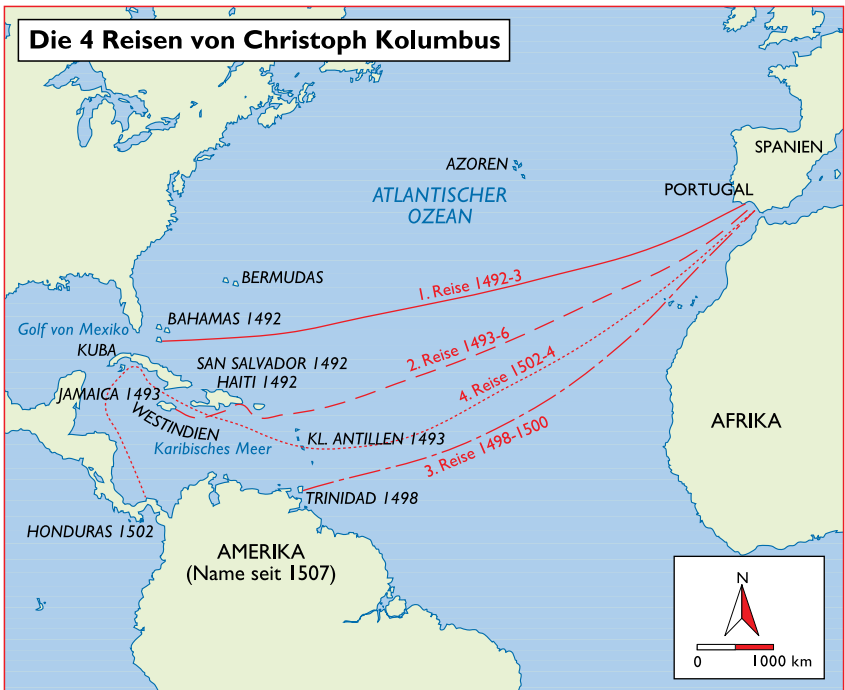 Die 4 Reisen von Christoph Kolumbus
SPANIEN
AZOREN
PORTUGAL
ATLANTISCHER
OZEAN
BERMUDAS
1. Reise 1492-3
BAHAMAS 1492
Golf von Mexiko
KUBA
2. Reise 1493-6
SAN SALVADOR 1492
HAITI 1492
4. Reise 1502-4
JAMAICA 1493
WESTINDIEN
AFRIKA
KL. ANTILLEN 1493
Karibisches Meer
3. Reise 1498-1500
TRINIDAD 1498
HONDURAS 1502
AMERIKA
(Name seit 1507)
N
0 1000 km